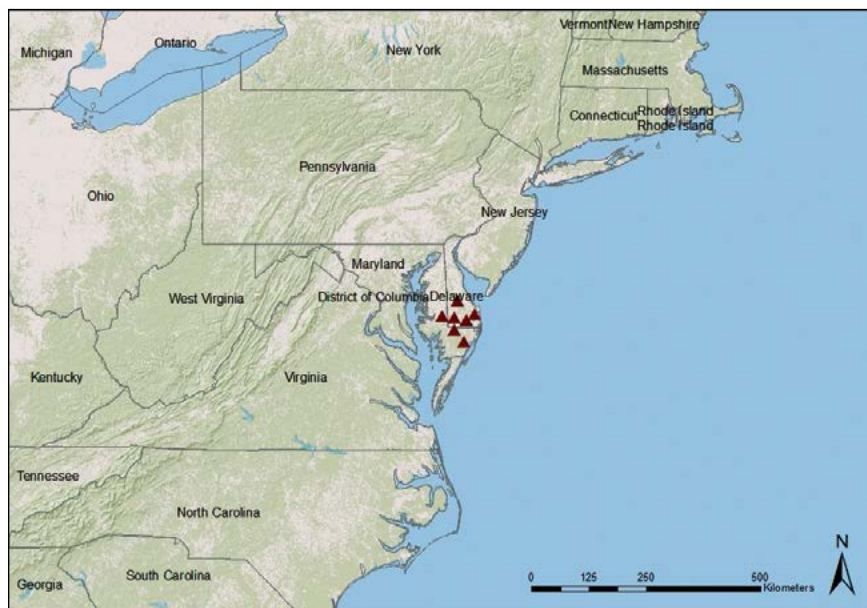 Vermont New Hampshire
Michigan
Ontario
New York
Massachusetts
Connecticut
Rhode Island
Rhode Island
Pennsylvania
Ohio
New Jersey
Maryland
West Virginia
District of Columbia
Delaware
Kentucky
Virginia
Tennessee
North Carolina
South Carolina
Georgia
N
0 125 250 500
Kilometers